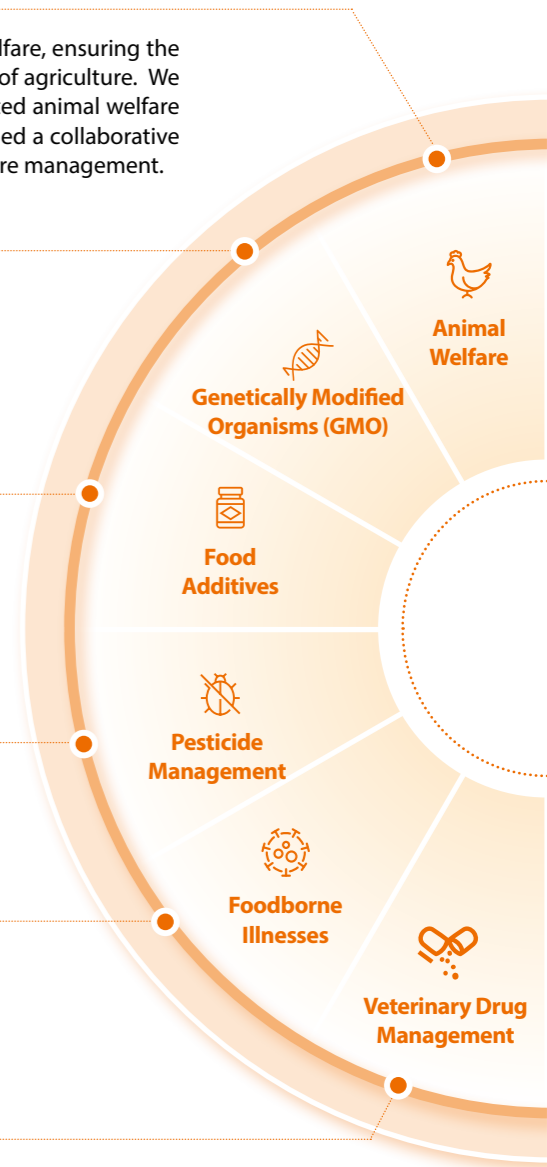 lfare, ensuring the
of agriculture. We
ed animal welfare
ed a collaborative
re management.
Animal
Welfare
Genetically Modified
Organisms (GMO)
Food
Additives
Pesticide
Management
Foodborne
Illnesses
Veterinary Drug
Management